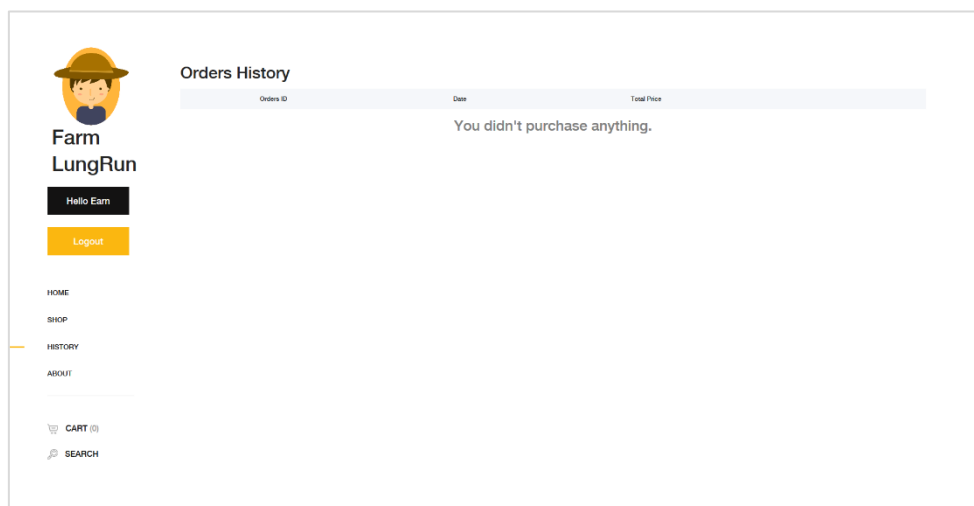 Farm
LungRun
Hello Earn
Logout
HOME
SHOP
HISTORY
ABOUT
CART (0)
SEARCH
Orders History
Orders ID Date Total Price
You didn't purchase anything.